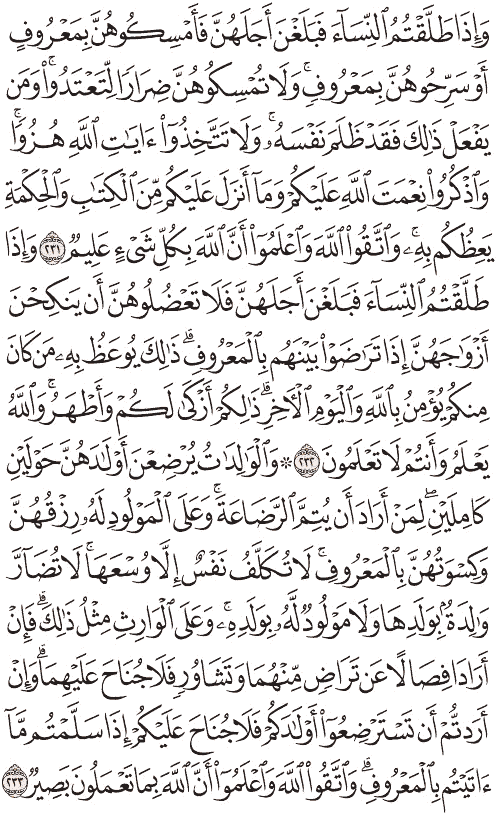 وَإِذَا طَلَّقْتُمُ ٱلنِّسَآءَ فَبَلَغْنَ أَجَلَهُنَّ فَأَمْسِكُوهُنَّ بِمَعْرُوفٍ
أَوْ سَرِّحُوهُنَّ بِمَعْرُوفٍ ۚ وَلَا تُمْسِكُوهُنَّ ضِرَارًا لِّتَعْتَدُوا۟ ۚ وَمَن
يَفْعَلْ ذَٰلِكَ فَقَدْ ظَلَمَ نَفْسَهُۥ ۚ وَلَا تَتَّخِذُوٓا۟ ءَايَٰتِ ٱللَّهِ هُزُوًا ۚ
وَٱذْكُرُوا۟ نِعْمَتَ ٱللَّهِ عَلَيْكُمْ وَمَآ أَنزَلَ عَلَيْكُم مِّنَ ٱلْكِتَٰبِ وَٱلْحِكْمَةِ
يَعِظُكُم بِهِۦ ۚ وَٱتَّقُوا۟ ٱللَّهَ وَٱعْلَمُوٓا۟ أَنَّ ٱللَّهَ بِكُلِّ شَىْءٍ عَلِيمٌ ٢٣١ وَإِذَا
طَلَّقْتُمُ ٱلنِّسَآءَ فَبَلَغْنَ أَجَلَهُنَّ فَلَا تَعْضُلُوهُنَّ أَن يَنكِحْنَ
أَزْوَٰجَهُنَّ إِذَا تَرَٰضَوْا۟ بَيْنَهُم بِٱلْمَعْرُوفِ ۗ ذَٰلِكَ يُوعَظُ بِهِۦ مَن كَانَ
مِنكُمْ يُؤْمِنُ بِٱللَّهِ وَٱلْيَوْمِ ٱلْءَاخِرِ ۗ ذَٰلِكُمْ أَزْكَىٰ لَكُمْ وَأَطْهَرُ ۗ وَٱللَّهُ
يَعْلَمُ وَأَنتُمْ لَا تَعْلَمُونَ ٢٣٢ ۞ وَٱلْوَٰلِدَٰتُ يُرْضِعْنَ أَوْلَٰدَهُنَّ حَوْلَيْنِ
كَامِلَيْنِ ۖ لِمَنْ أَرَادَ أَن يُتِمَّ ٱلرَّضَاعَةَ ۚ وَعَلَى ٱلْمَوْلُودِ لَهُۥ رِزْقُهُنَّ
وَكِسْوَتُهُنَّ بِٱلْمَعْرُوفِ ۚ لَا تُكَلَّفُ نَفْسٌ إِلَّا وُسْعَهَا ۚ لَا تُضَآرَّ
وَٰلِدَةٌۢ بِوَلَدِهَا وَلَا مَوْلُودٌ لَّهُۥ بِوَلَدِهِۦ ۚ وَعَلَى ٱلْوَارِثِ مِثْلُ ذَٰلِكَ ۗ فَإِنْ
أَرَادَا فِصَالًا عَن تَرَاضٍ مِّنْهُمَا وَتَشَاوُرٍ فَلَا جُنَاحَ عَلَيْهِمَا ۗ وَإِنْ
أَرَدتُّمْ أَن تَسْتَرْضِعُوٓا۟ أَوْلَٰدَكُمْ فَلَا جُنَاحَ عَلَيْكُمْ إِذَا سَلَّمْتُم مَّآ
ءَاتَيْتُم بِٱلْمَعْرُوفِ ۗ وَٱتَّقُوا۟ ٱللَّهَ وَٱعْلَمُوٓا۟ أَنَّ ٱللَّهَ بِمَا تَعْمَلُونَ بَصِيرٌ ٢٣٣